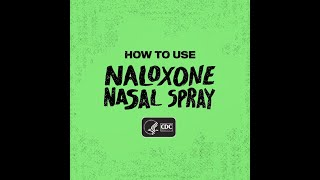 HOW TO USE
NALOXONE
NASAL SPRAY
CDC